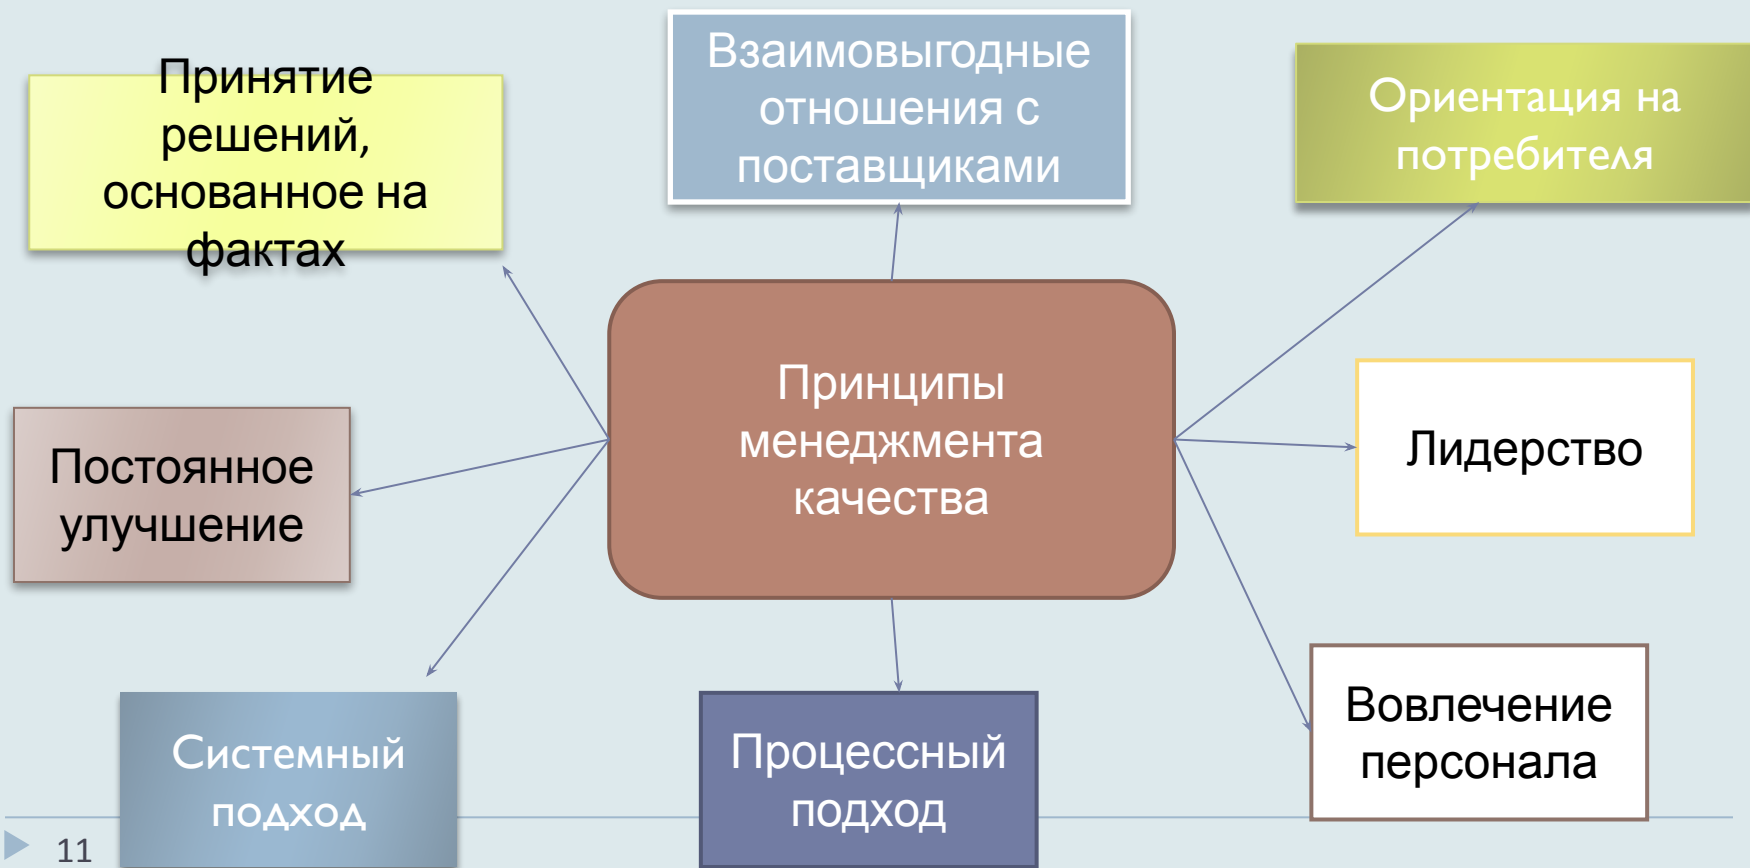 Принятие
решений,
основанное на
фактах
Взаимовыгодные
отношения с
поставщиками
Ориентация на
потребителя
Принципы
менеджмента
качества
Постоянное
улучшение
Лидерство
Системный
подход
Процессный
подход
Вовлечение
персонала
11